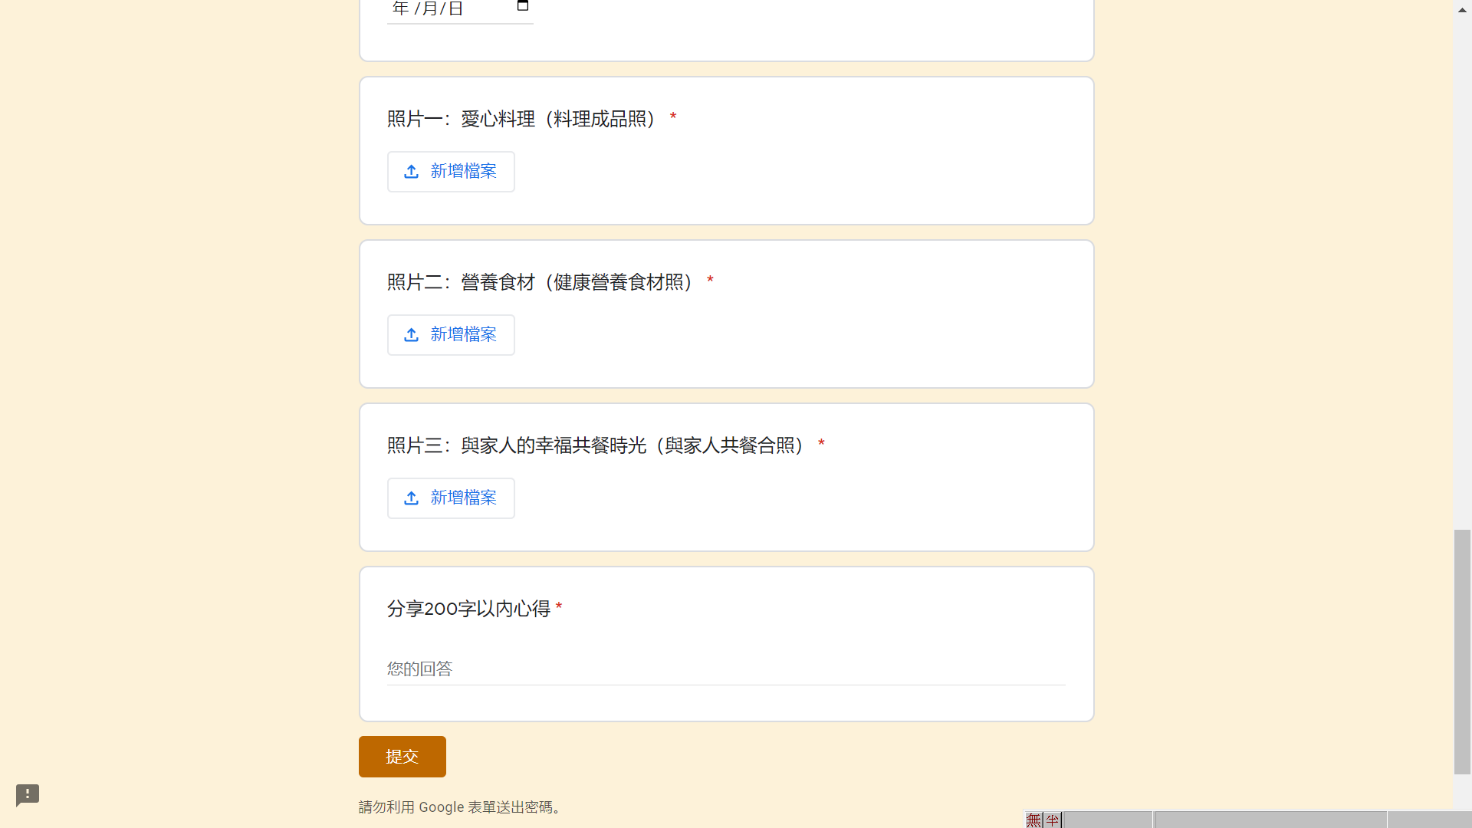 年 /月/日
照片一：愛心料理（料理成品照） *
新增檔案
照片二：營養食材（健康營養食材照） *
新增檔案
照片三：與家人的幸福共餐時光（與家人共餐合照） *
新增檔案
分享200字以內心得 *
您的回答
提交
請勿利用 Google 表單送出密碼。
無 半